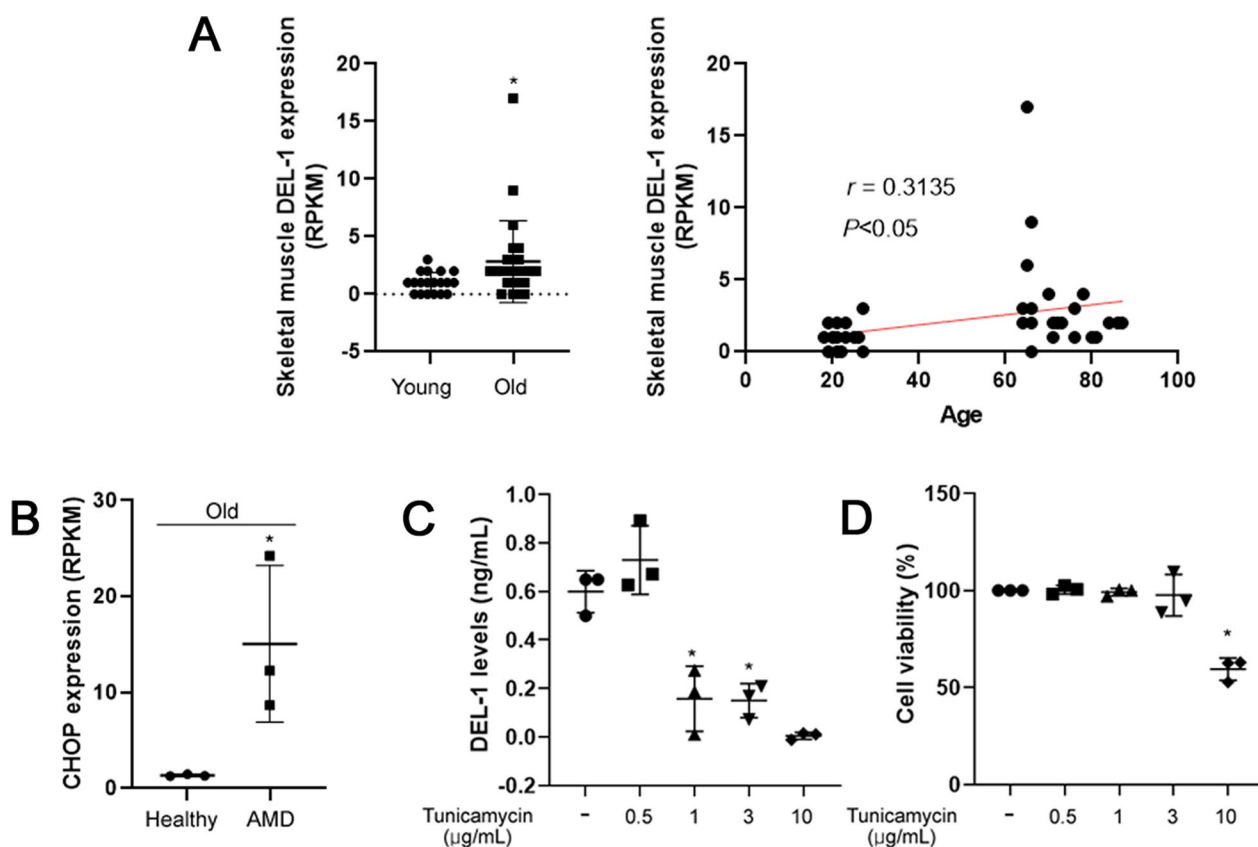 A
Skeletal muscle DEL-1 expression
(RPKM)
20
15
10
5
0
-5
*
Young
Old
Skeletal muscle DEL-1 expression
(RPKM)
20
15
10
5
0
r = 0.3135
P<0.05
0
20
40
60
80
100
Age
B
CHOP expression (RPKM)
30
20
10
0
Old
*
Healthy
AMD
C
DEL-1 levels (ng/mL)
1.0
0.8
0.6
0.4
0.2
0.0
-0.2
*
*
Tunicamycin
(µg/mL)
-
0.5
1
3
10
D
Cell viability (%)
150
100
50
0
*
Tunicamycin
(µg/mL)
-
0.5
1
3
10